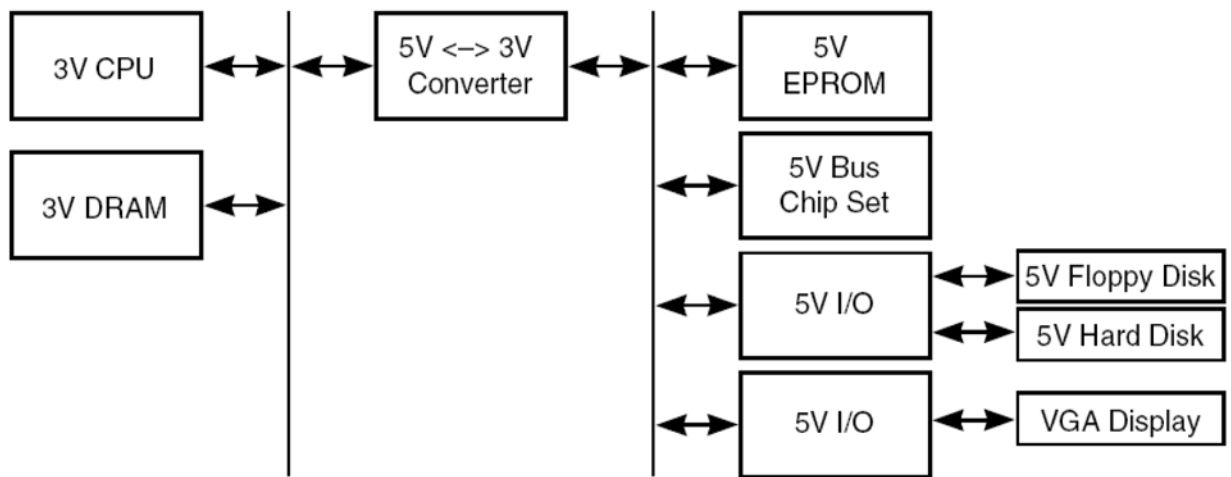 3V CPU
5V <–> 3V
Converter
5V
EPROM
3V DRAM
5V Bus
Chip Set
5V I/O
5V Floppy Disk
5V Hard Disk
5V I/O
VGA Display